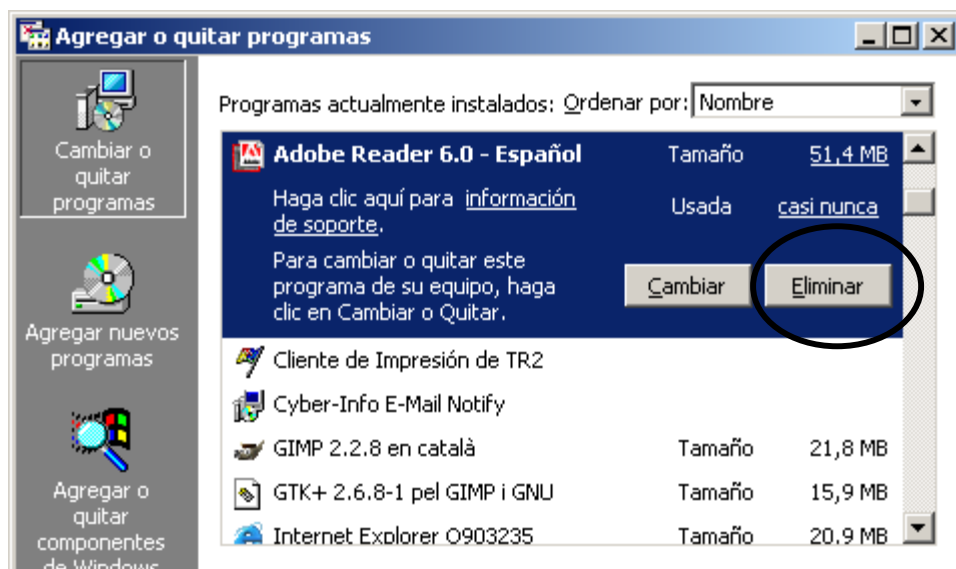 Agregar o quitar programas
Cambiar o
quitar
programas
Agregar nuevos
programas
Agregar o
quitar
componentes
de Windows
Programas actualmente instalados: Ordenar por: Nombre
Adobe Reader 6.0 - Español Tamaño 51,4 MB
Haga clic aquí para información Usada casi nunca
de soporte.
Para cambiar o quitar este
programa de su equipo, haga Cambiar Eliminar
clic en Cambiar o Quitar.
Cliente de Impresión de TR2
Cyber-Info E-Mail Notify
GIMP 2.2.8 en català Tamaño 21,8 MB
GTK+ 2.6.8-1 pel GIMP i GNU Tamaño 15,9 MB
Internet Explorer Q903235 Tamaño 20,9 MB